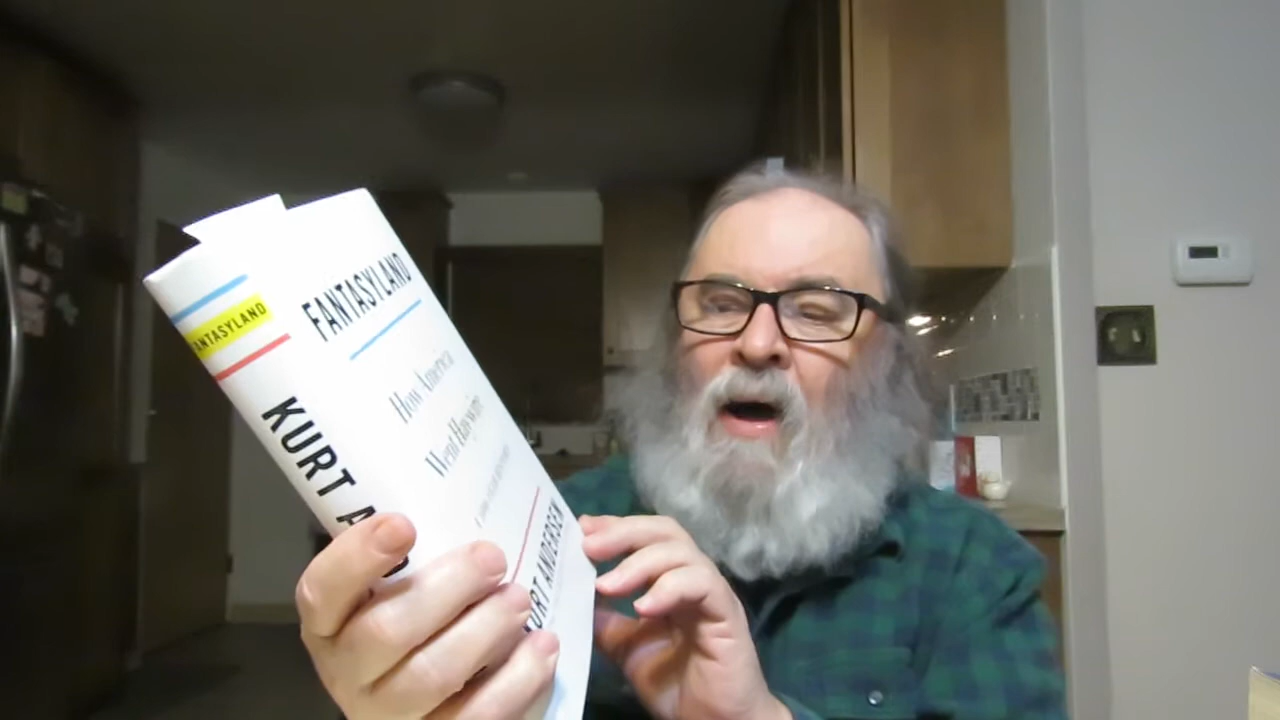 FANTASYLAND
KURT A
FANTASYLAND
How America
Went Haywire
KURT ANDERSEN